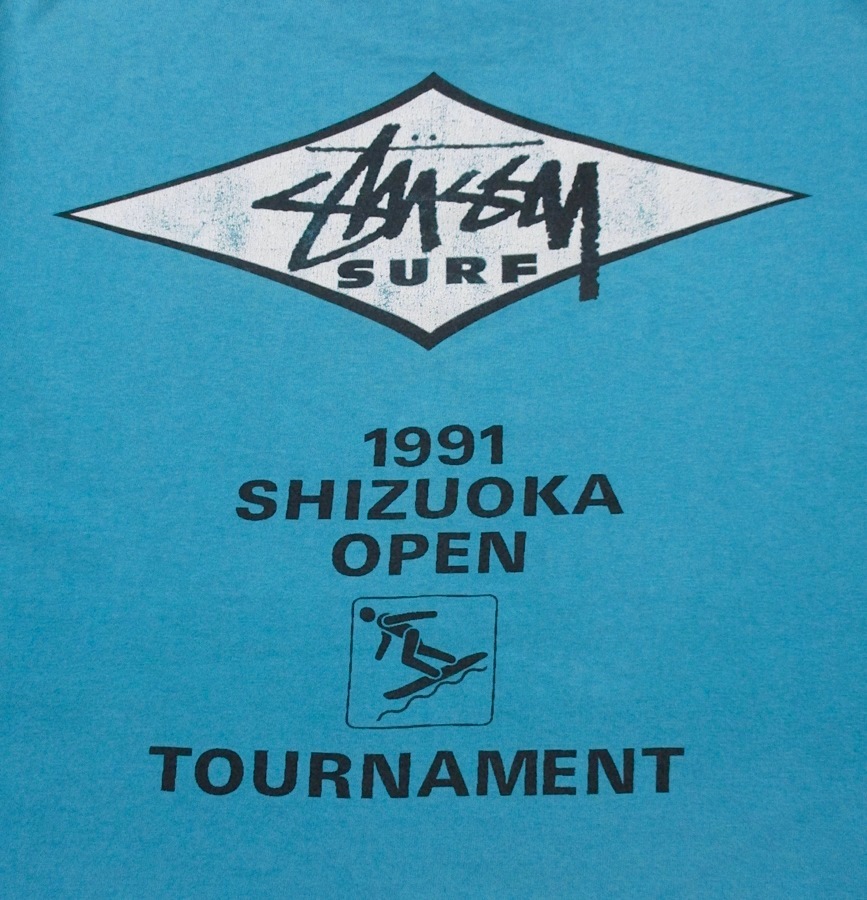 Stüssy
SURF
1991
SHIZUOKA
OPEN
TOURNAMENT